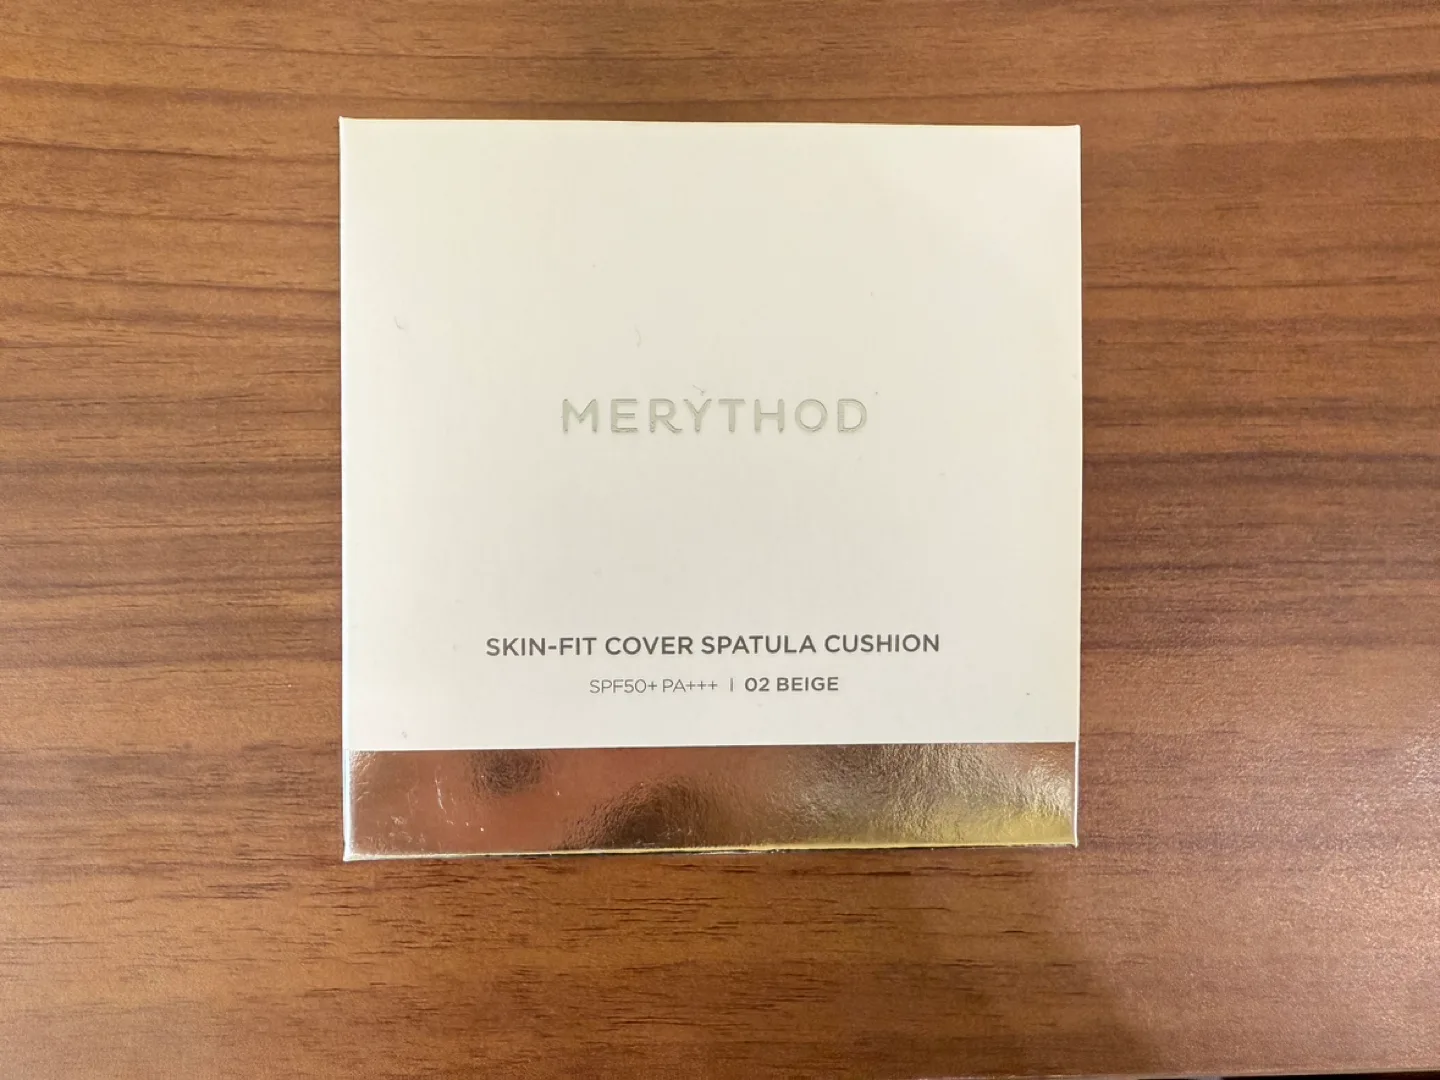 MERYTHOD
SKIN-FIT COVER SPATULA CUSHION
SPF50+ PA+++ | 02 BEIGE